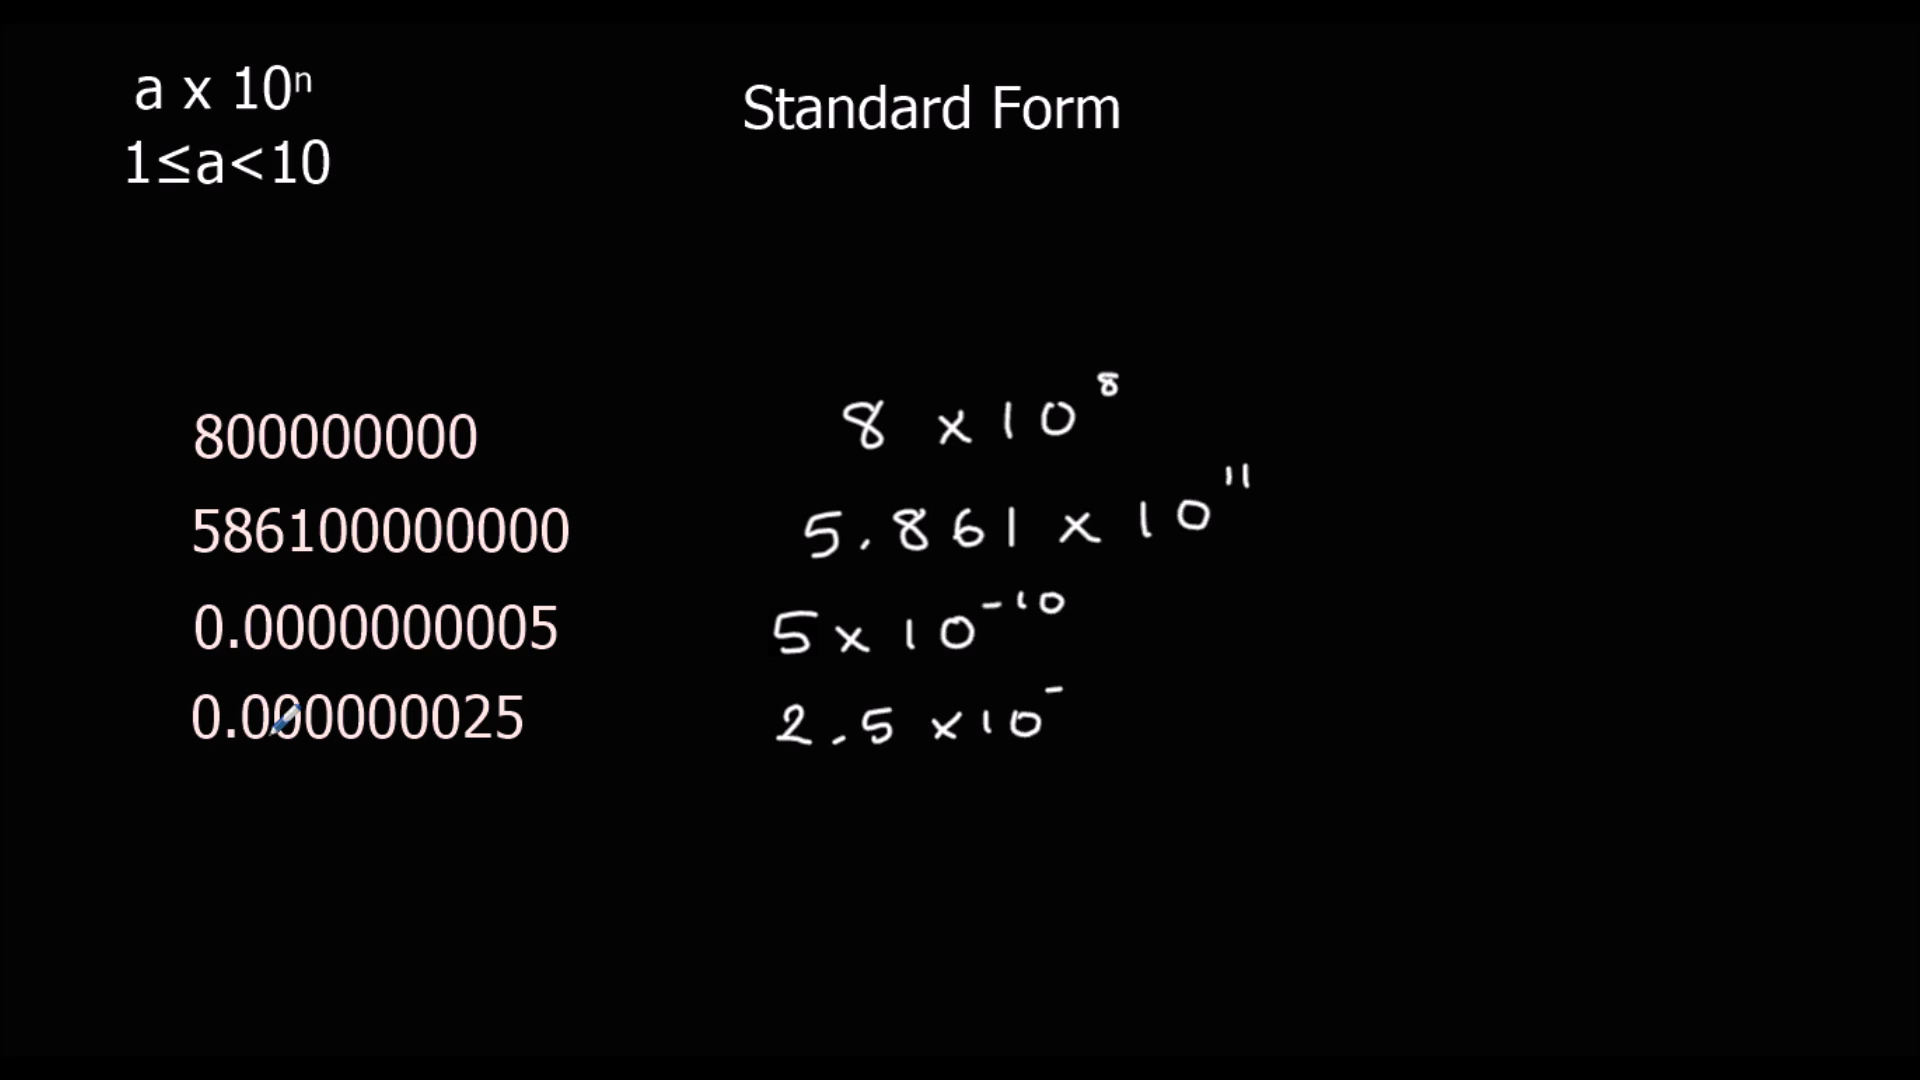 a x 10ⁿ
Standard Form
1≤a<10
800000000
8 x 10⁸
586100000000
5.861 x 10¹¹
0.0000000005
5 x 10⁻¹⁰
0.000000025
2.5 x 10⁻